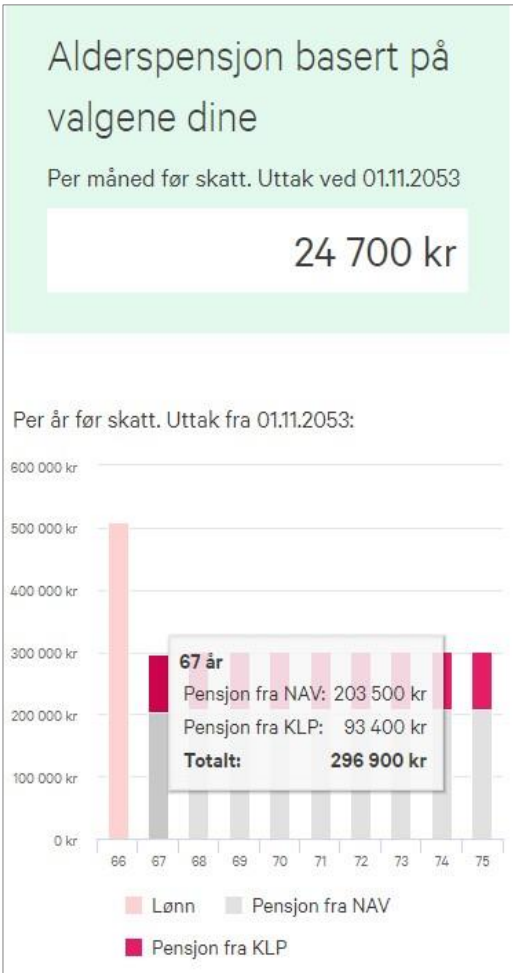 Alderspensjon basert på
valgene dine
Per måned før skatt. Uttak ved 01.11.2053
24 700 kr
Per år før skatt. Uttak fra 01.11.2053:
600 000 kr
500 000 kr
400 000 kr
300 000 kr
200 000 kr
100 000 kr
0 kr
67 år
Pensjon fra NAV: 203 500 kr
Pensjon fra KLP: 93 400 kr
Totalt: 296 900 kr
66 67 68 69 70 71 72 73 74 75
Lønn Pensjon fra NAV
Pensjon fra KLP